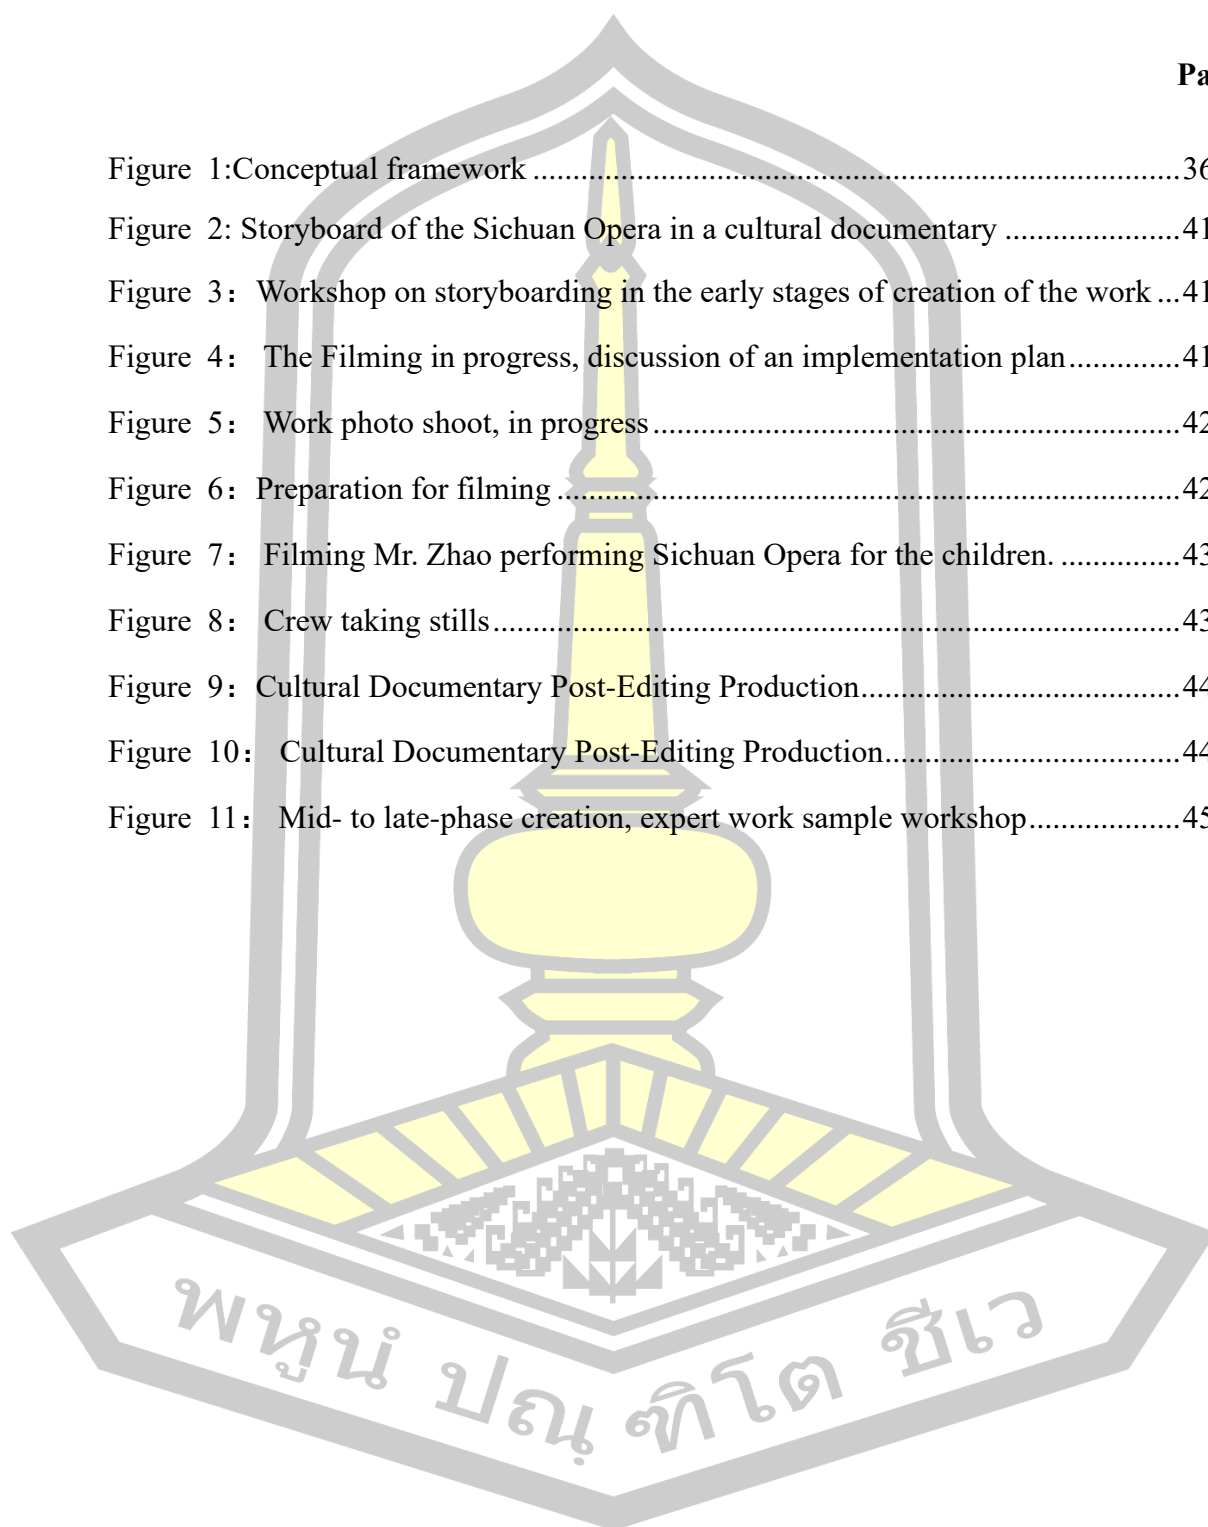 Pa
Figure 1:Conceptual framework ................................................................................36
Figure 2: Storyboard of the Sichuan Opera in a cultural documentary .....................41
Figure 3：Workshop on storyboarding in the early stages of creation of the work ...41
Figure 4： The Filming in progress, discussion of an implementation plan.............41
Figure 5： Work photo shoot, in progress .................................................................42
Figure 6：Preparation for filming .............................................................................42
Figure 7： Filming Mr. Zhao performing Sichuan Opera for the children. ..............43
Figure 8： Crew taking stills.....................................................................................43
Figure 9：Cultural Documentary Post-Editing Production.......................................44
Figure 10： Cultural Documentary Post-Editing Production....................................44
Figure 11： Mid- to late-phase creation, expert work sample workshop..................45
พหูนํ ปณฺฑิโต ชีเว